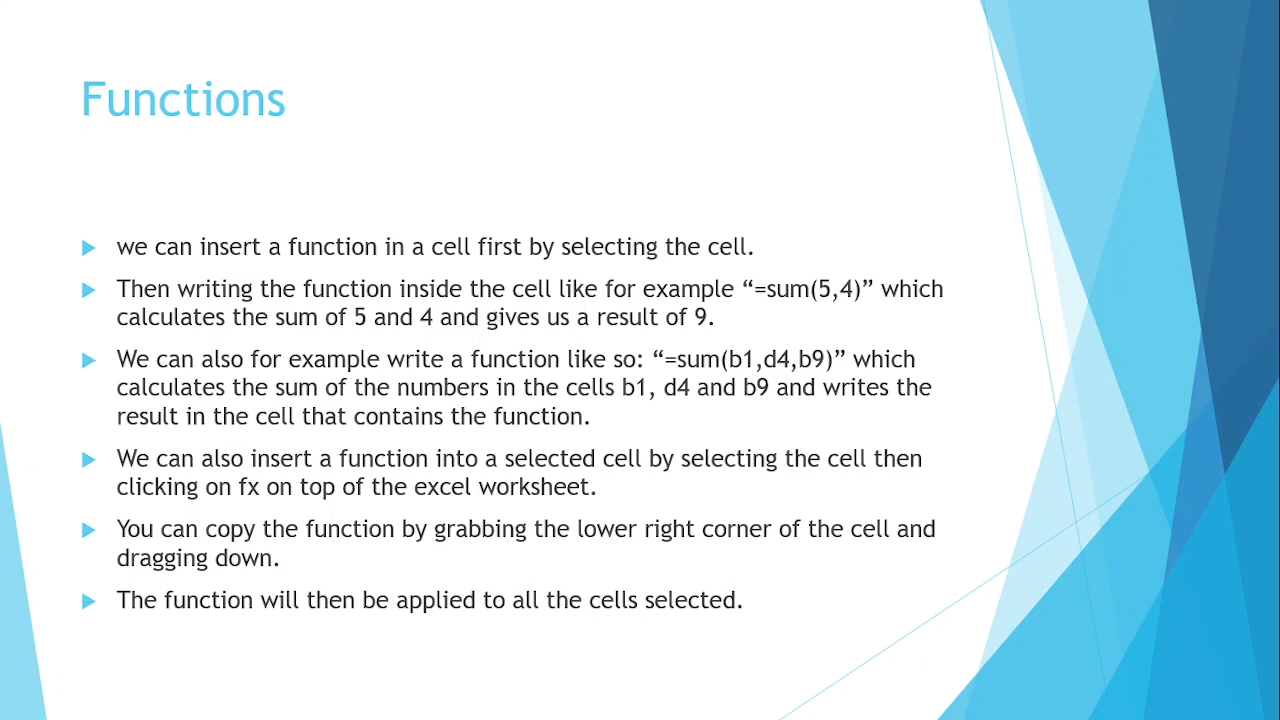 Functions
we can insert a function in a cell first by selecting the cell.
Then writing the function inside the cell like for example “=sum(5,4)” which
calculates the sum of 5 and 4 and gives us a result of 9.
We can also for example write a function like so: “=sum(b1,d4,b9)” which
calculates the sum of the numbers in the cells b1, d4 and b9 and writes the
result in the cell that contains the function.
We can also insert a function into a selected cell by selecting the cell then
clicking on fx on top of the excel worksheet.
You can copy the function by grabbing the lower right corner of the cell and
dragging down.
The function will then be applied to all the cells selected.